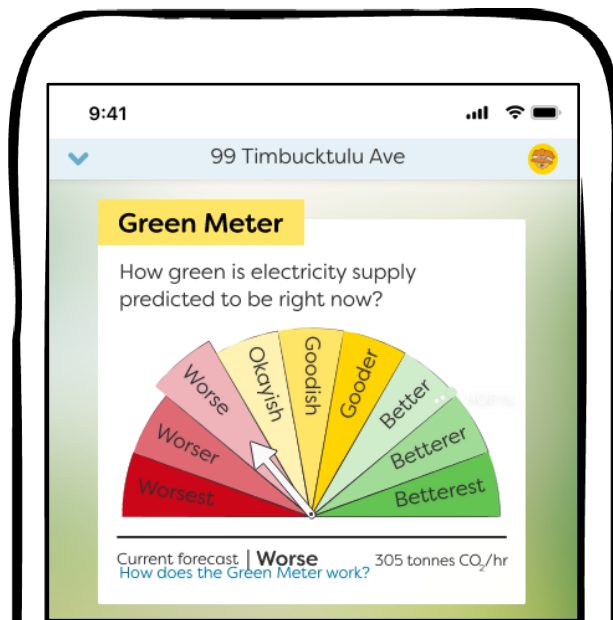 9:41
99 Timbucktulu Ave
Green Meter
How green is electricity supply
predicted to be right now?
Worsest
Worser
Worse
Okayish
Goodish
Gooder
Better
Betterer
Betterest
Current forecast | Worse 305 tonnes CO₂/hr
How does the Green Meter work?